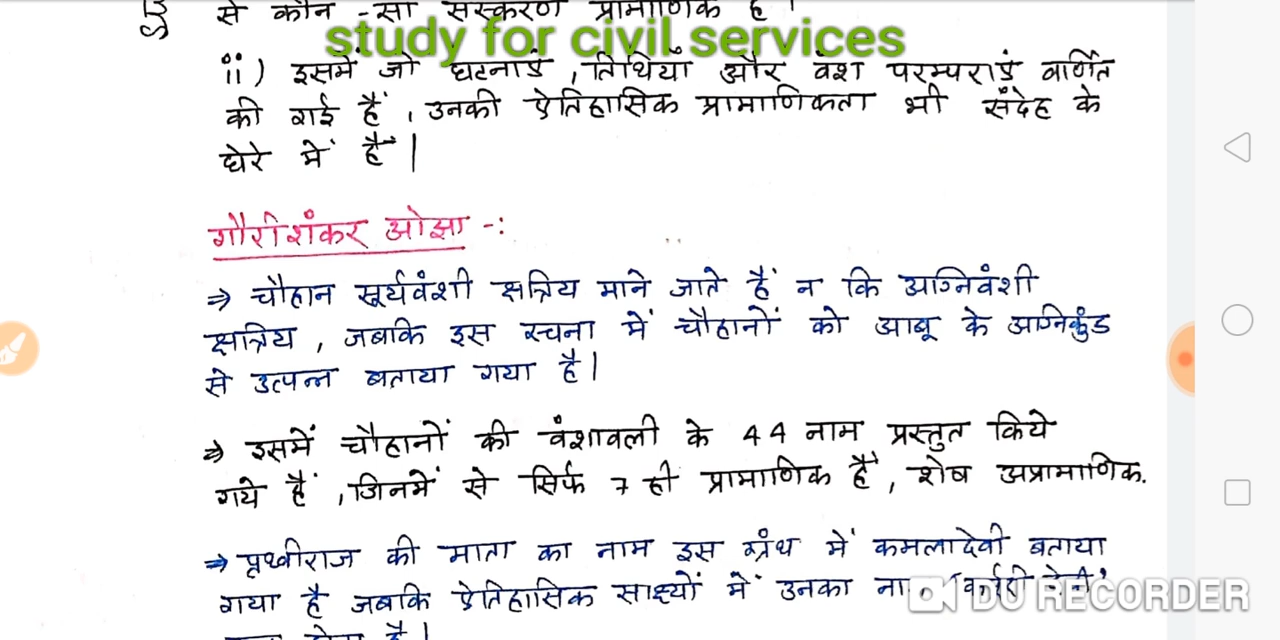 से कौन -सा संस्करण प्रामाणिक है।
study for civil services
ii) इसमें जो घटनाएं, तिथियाँ और वंश परम्पराएं वर्णित
की गई हैं, उनकी ऐतिहासिक प्रामाणिकता भी संदेह के
घेरे में है।
गौरीशंकर ओझा -:
⇒ चौहान सूर्यवंशी क्षत्रिय माने जाते हैं न कि अग्निवंशी
क्षत्रिय, जबकि इस रचना में चौहानों को आबू के अग्निकुंड
से उत्पन्न बताया गया है।
⇒ इसमें चौहानों की वंशावली के 44 नाम प्रस्तुत किये
गये हैं, जिनमें से सिर्फ 7 ही प्रामाणिक हैं, शेष अप्रामाणिक.
⇒ पृथ्वीराज की माता का नाम इस ग्रंथ में कमलादेवी बताया
गया है जबकि ऐतिहासिक साक्ष्यों में उनका
DU RECORDER